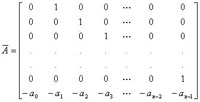 0 1 0 0 ⋯ 0 0
0 0 1 0 ⋯ 0 0
0 0 0 1 ⋯ 0 0
. . . . . .
A̅ = . . . . . .
. . . . . .
0 0 0 0 ⋯ 0 1
−a₀ −a₁ −a₂ −a₃ ⋯ −aₙ₋₂ −aₙ₋₁